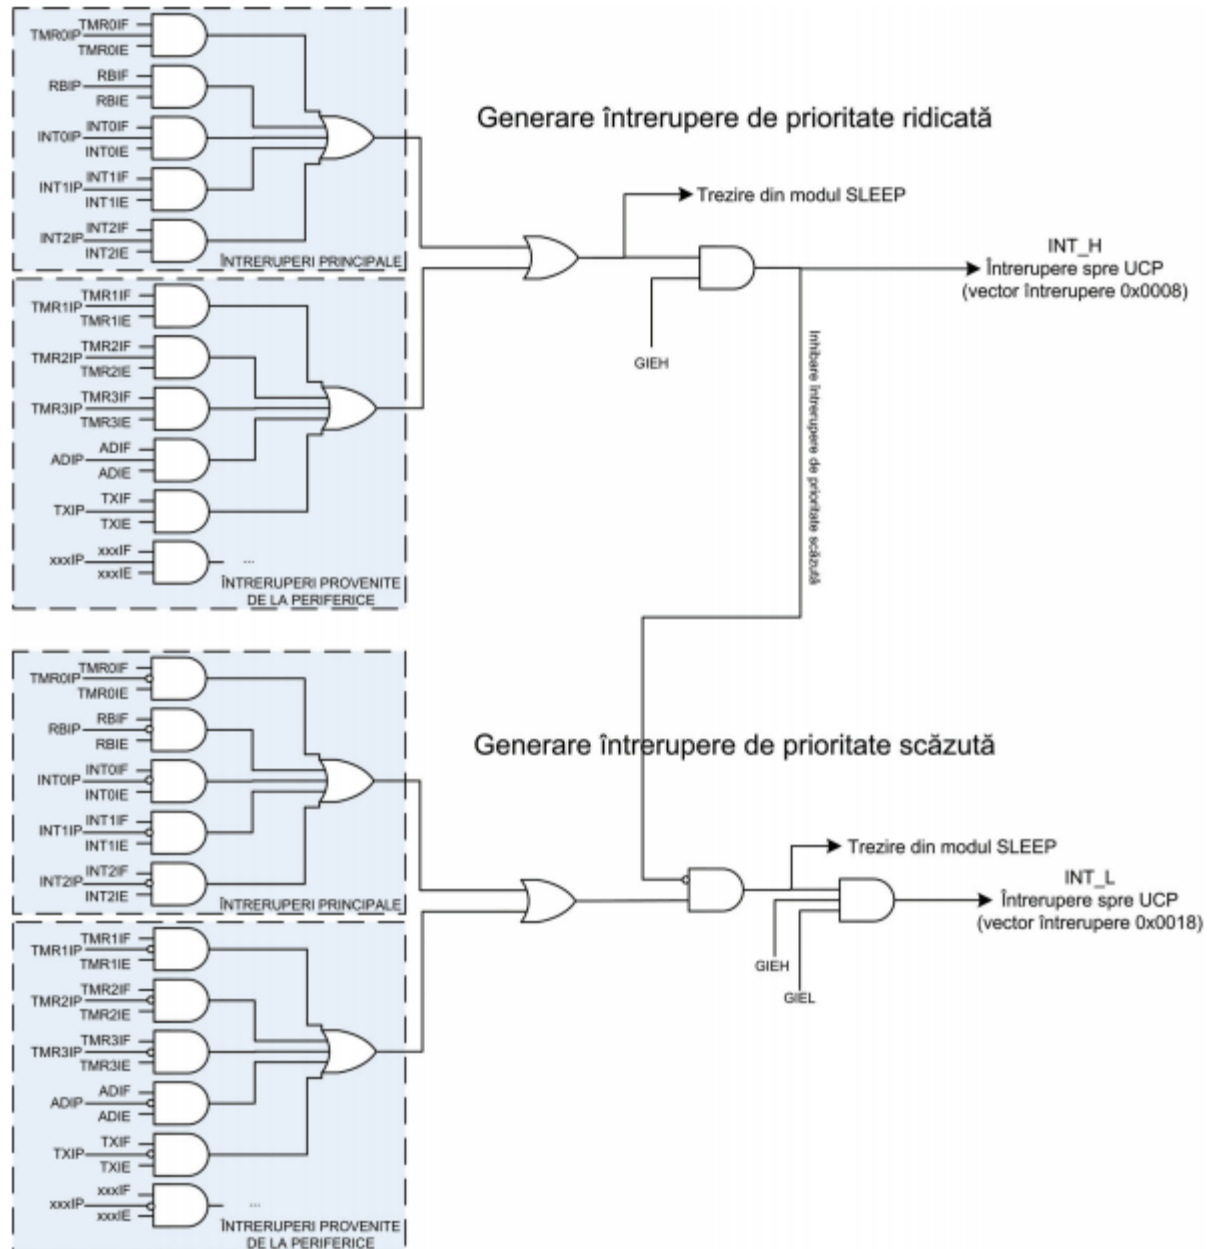 TMR0IF
TMR0IP
TMR0IE
RBIF
RBIP
RBIE
INT0IF
INT0IP
INT0IE
INT1IF
INT1IP
INT1IE
INT2IF
INT2IP
INT2IE
ÎNTRERUPERI PRINCIPALE
Generare întrerupere de prioritate ridicată
Trezire din modul SLEEP
INT_H
Întrerupere spre UCP
(vector întrerupere 0x0008)
GIEH
Inhibare întrerupere de prioritate scăzută
TMR1IF
TMR1IP
TMR1IE
TMR2IF
TMR2IP
TMR2IE
TMR3IF
TMR3IP
TMR3IE
ADIF
ADIP
ADIE
TXIF
TXIP
TXIE
xxxIF
xxxIP
xxxIE
...
ÎNTRERUPERI PROVENITE
DE LA PERIFERICE
TMR0IF
TMR0IP
TMR0IE
RBIF
RBIP
RBIE
INT0IF
INT0IP
INT0IE
INT1IF
INT1IP
INT1IE
INT2IF
INT2IP
INT2IE
ÎNTRERUPERI PRINCIPALE
Generare întrerupere de prioritate scăzută
Trezire din modul SLEEP
INT_L
Întrerupere spre UCP
(vector întrerupere 0x0018)
GIEH
GIEL
TMR1IF
TMR1IP
TMR1IE
TMR2IF
TMR2IP
TMR2IE
TMR3IF
TMR3IP
TMR3IE
ADIF
ADIP
ADIE
TXIF
TXIP
TXIE
xxxIF
xxxIP
xxxIE
...
ÎNTRERUPERI PROVENITE
DE LA PERIFERICE